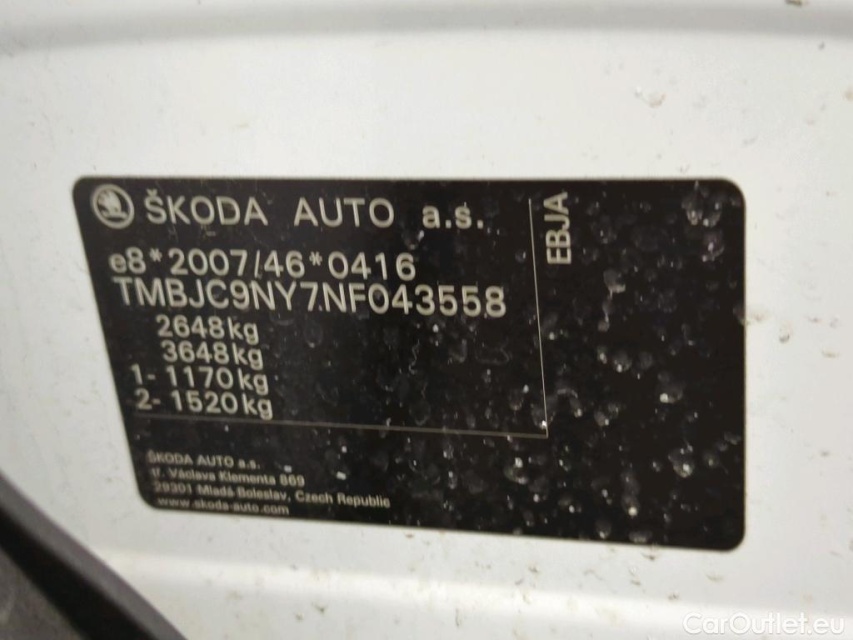 ŠKODA AUTO a.s.
EBJA
e8*2007/46*0416
TMBJC9NY7NF043558
2648kg
3648kg
1- 1170kg
2- 1520kg
ŠKODA AUTO a.s.
tř. Václava Klementa 869
29301 Mladá Boleslav, Czech Republic
www.skoda-auto.com
CarOutlet.eu